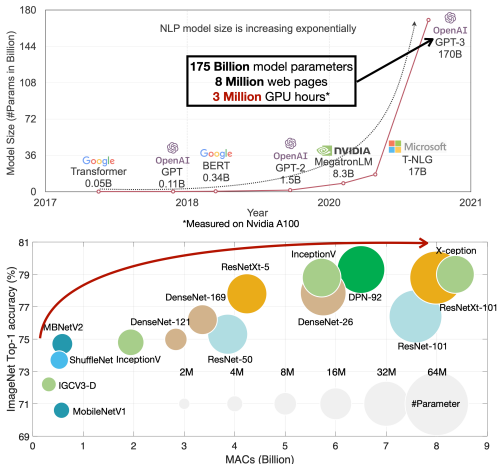 180
144
108
72
36
0
Model Size (#Params in Billion)
NLP model size is increasing exponentially
OpenAI
GPT-3
170B
175 Billion model parameters
8 Million web pages
3 Million GPU hours*
Google
Transformer
0.05B
OpenAI
GPT
0.11B
Google
BERT
0.34B
OpenAI
GPT-2
1.5B
NVIDIA
MegatronLM
8.3B
Microsoft
T-NLG
17B
2017
2018
2020
2021
Year
*Measured on Nvidia A100
81
79
77
75
73
71
69
ImageNet Top-1 accuracy (%)
InceptionV
X-ception
ResNetXt-5
DPN-92
ResNetXt-101
DenseNet-169
DenseNet-26
MBNetV2
DenseNet-121
ResNet-101
ShuffleNet
InceptionV
ResNet-50
IGCV3-D
MobileNetV1
2M
4M
8M
16M
32M
64M
#Parameter
0
1
2
3
4
5
6
7
8
9
MACs (Billion)